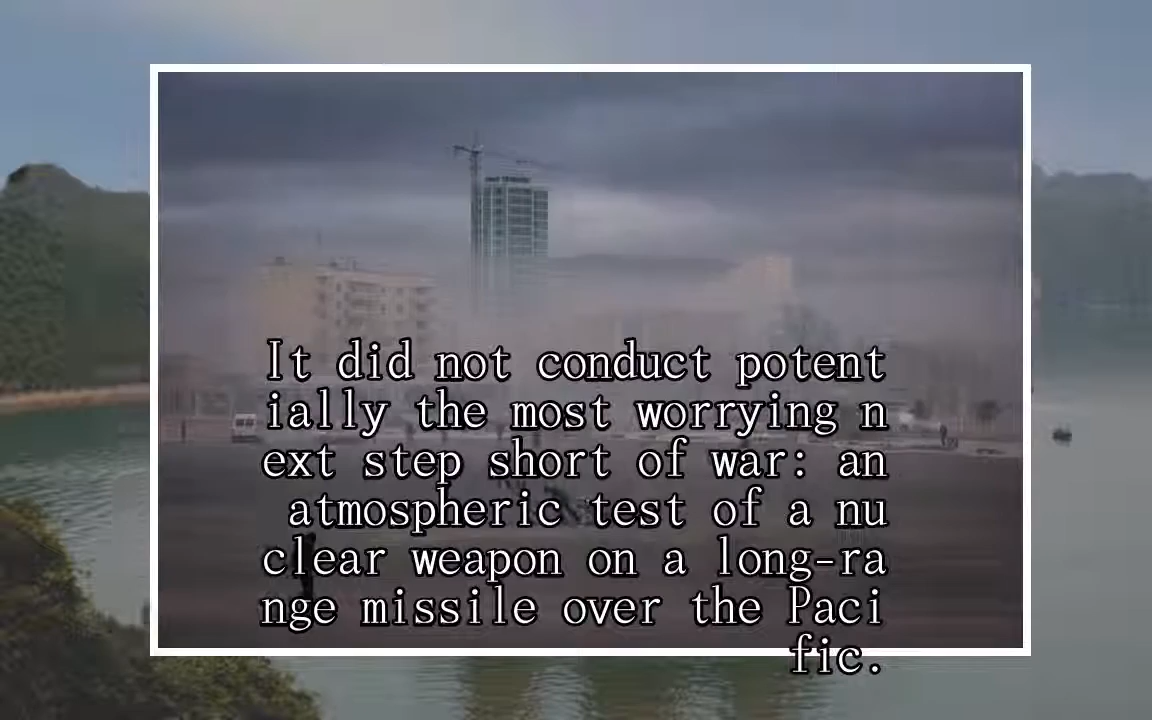 It did not conduct potent
ially the most worrying n
ext step short of war: an
atmospheric test of a nu
clear weapon on a long-ra
nge missile over the Paci
fic.